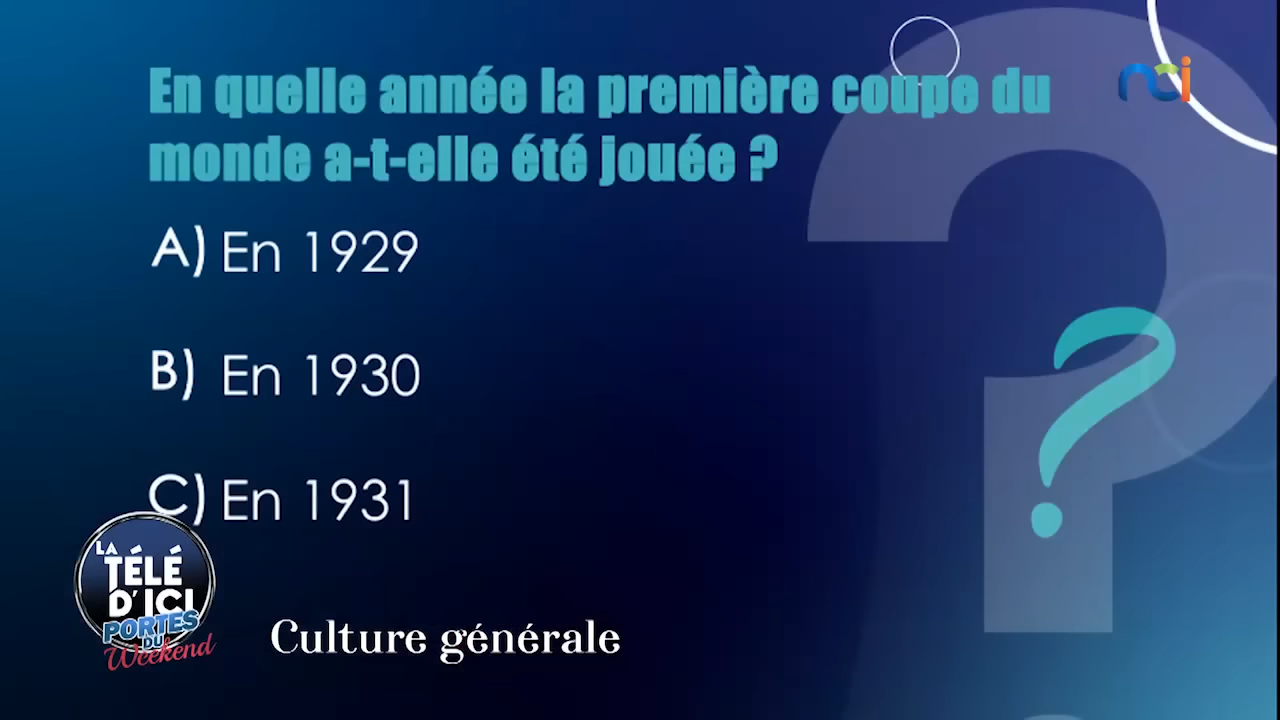 En quelle année la première coupe du
monde a-t-elle été jouée ?
nci
A) En 1929
B) En 1930
C) En 1931
LA
TÉLÉ
D'ICI
PORTES
DU
Weekend
Culture générale